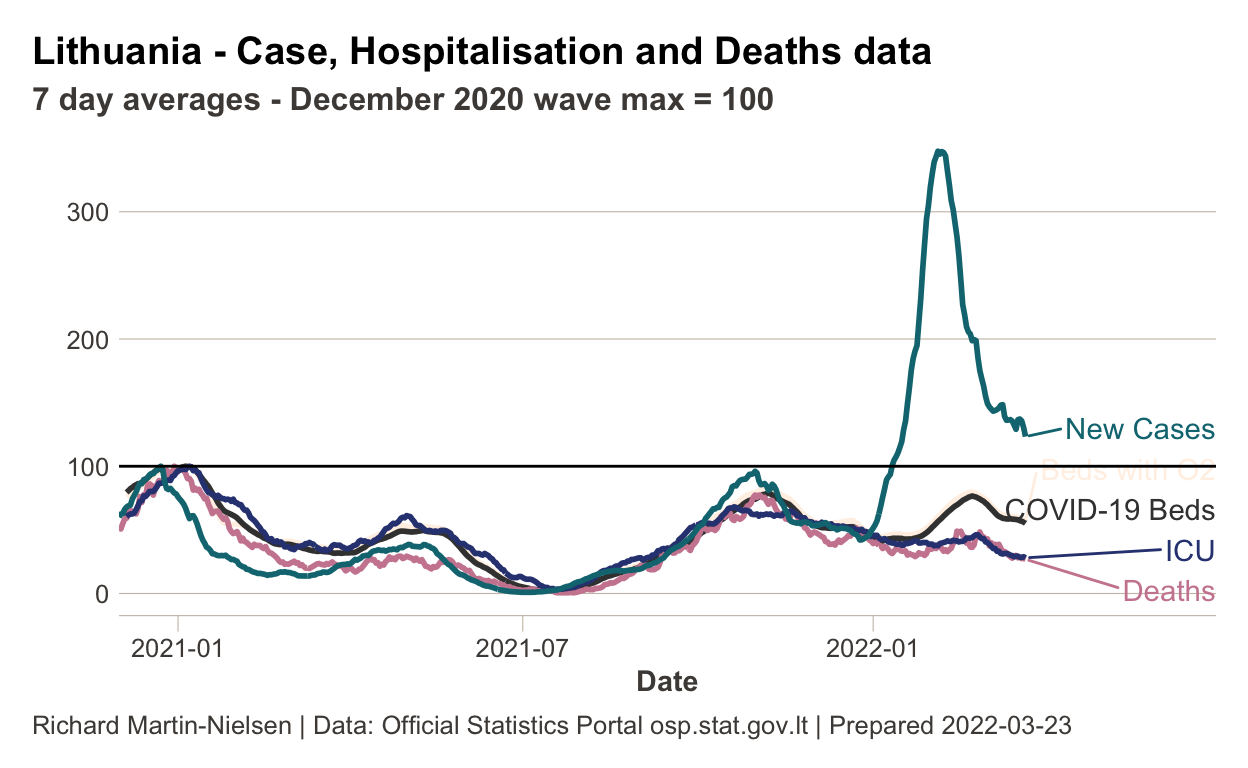 Lithuania - Case, Hospitalisation and Deaths data
7 day averages - December 2020 wave max = 100
300
200
100
0
New Cases
Beds with O2
COVID-19 Beds
ICU
Deaths
2021-01
2021-07
2022-01
Date
Richard Martin-Nielsen | Data: Official Statistics Portal osp.stat.gov.lt | Prepared 2022-03-23